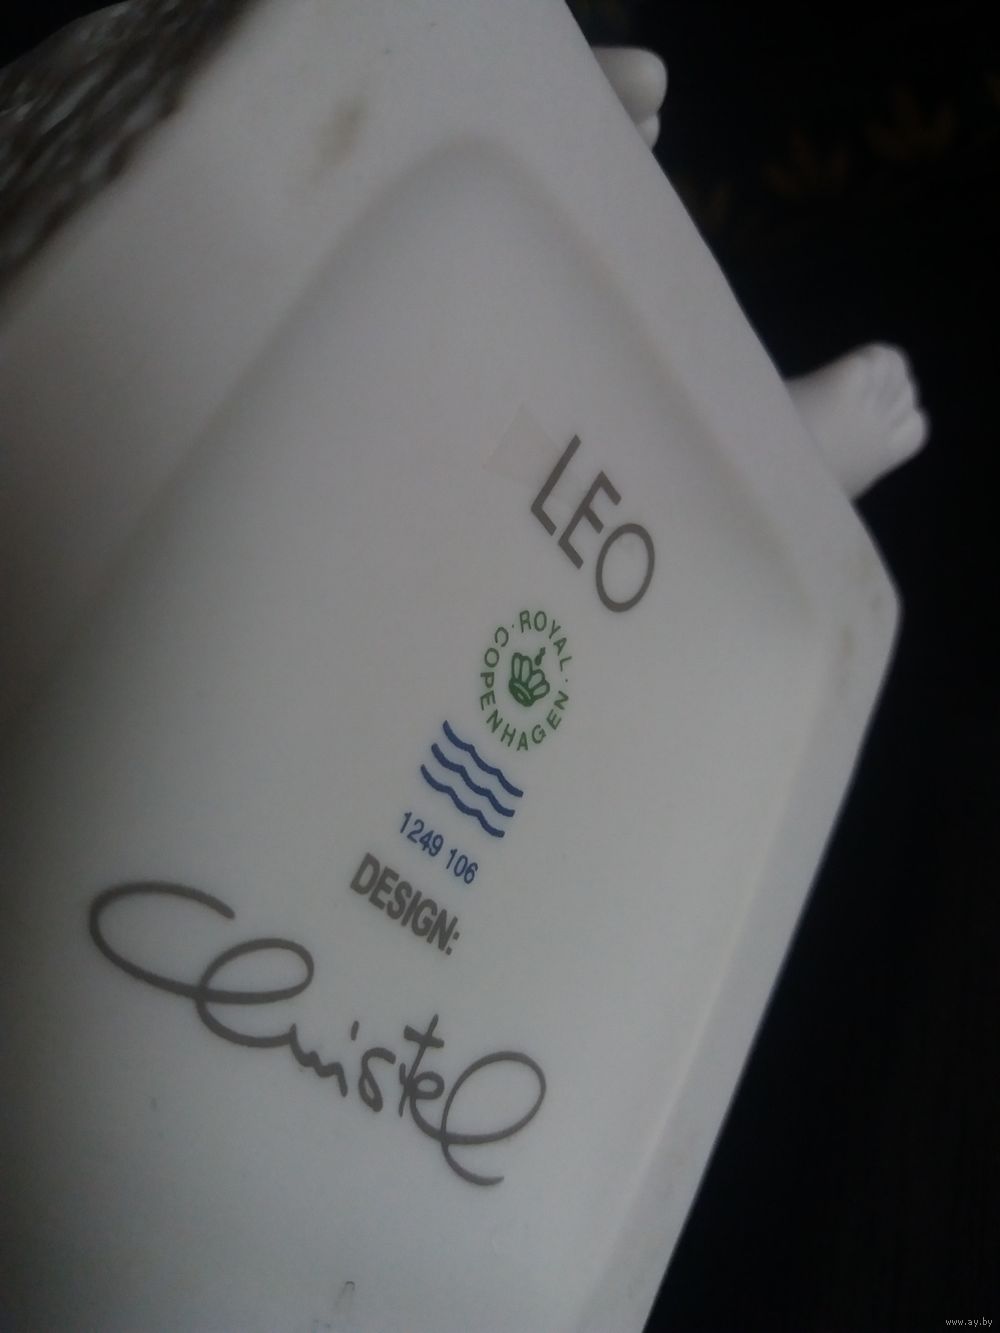 LEO
ROYAL
COPENHAGEN
1249 106
DESIGN:
Christel
www.ay.by